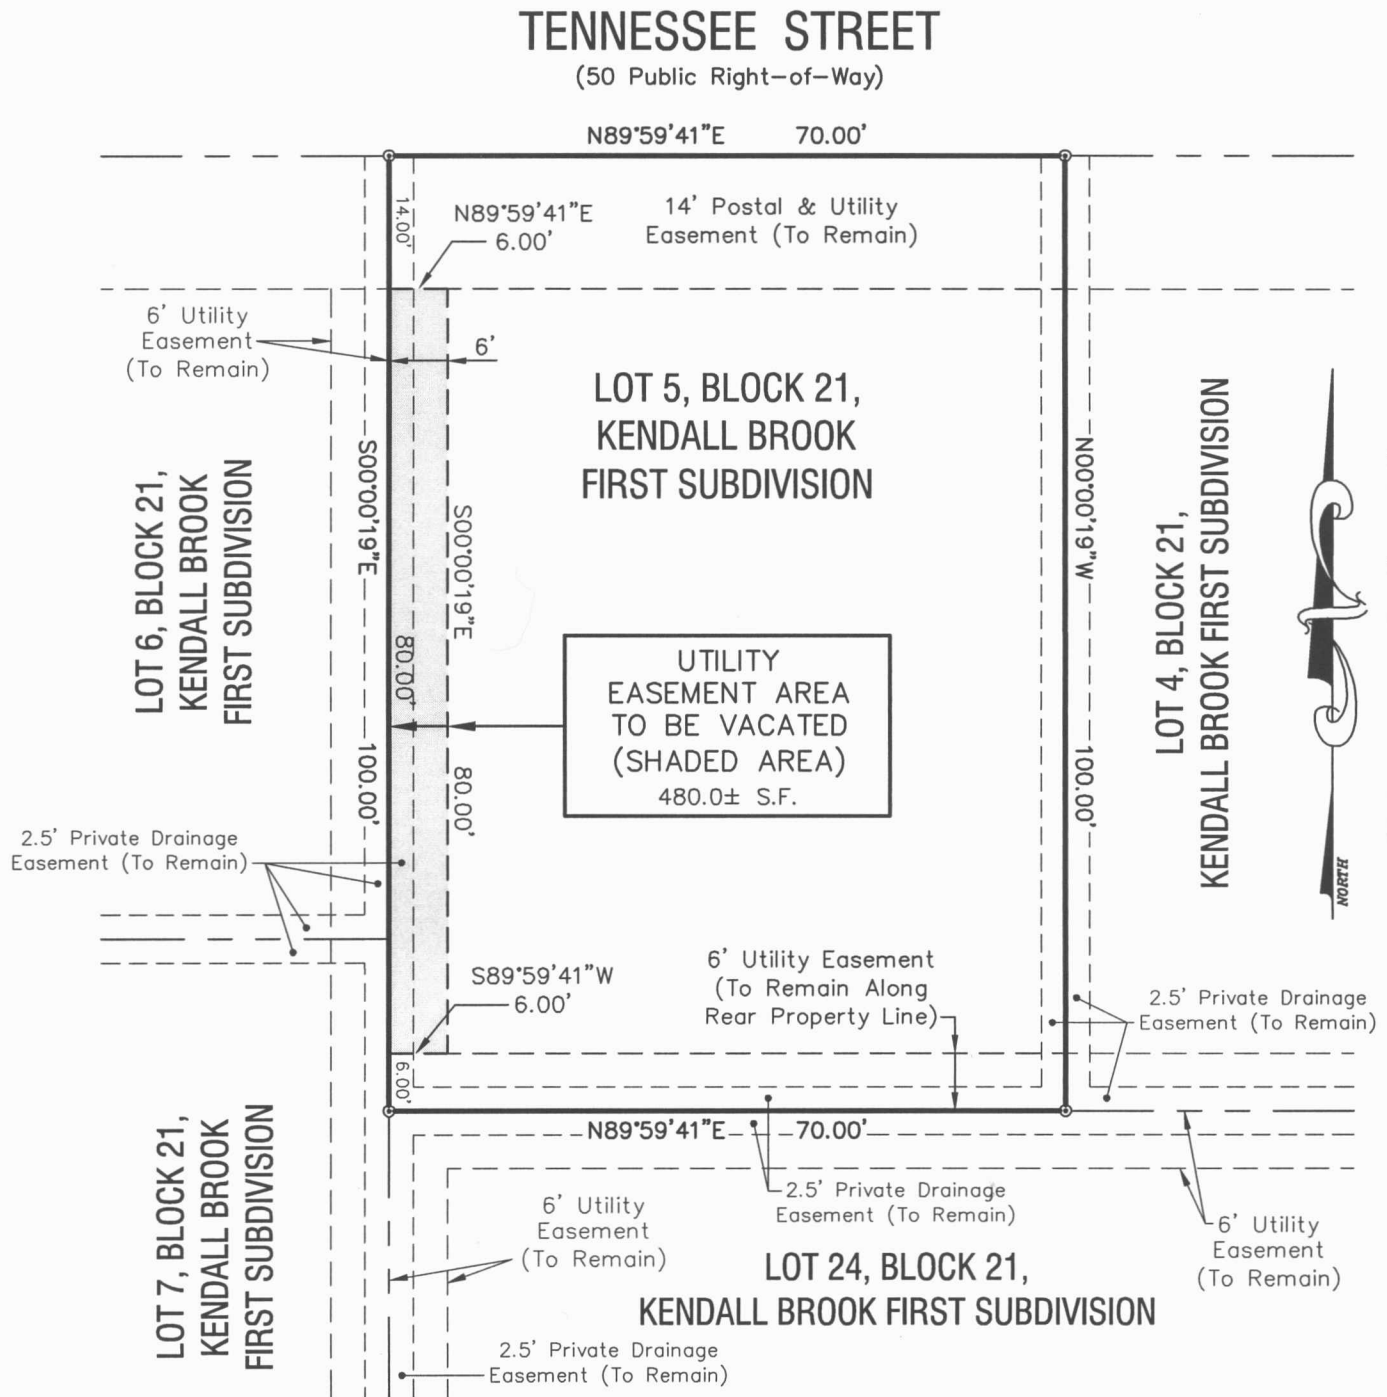 TENNESSEE STREET
(50 Public Right-of-Way)
N89°59'41"E 70.00'
14.00'
N89°59'41"E
6.00'
14' Postal & Utility
Easement (To Remain)
6' Utility
Easement
(To Remain)
6'
LOT 5, BLOCK 21,
KENDALL BROOK
FIRST SUBDIVISION
S00°00'19"E 100.00'
S00°00'19"E 80.00'
80.00'
N00°00'19"W 100.00'
LOT 6, BLOCK 21,
KENDALL BROOK
FIRST SUBDIVISION
LOT 4, BLOCK 21,
KENDALL BROOK FIRST SUBDIVISION
NORTH
UTILITY
EASEMENT AREA
TO BE VACATED
(SHADED AREA)
480.0± S.F.
2.5' Private Drainage
Easement (To Remain)
S89°59'41"W
6.00'
6' Utility Easement
(To Remain Along
Rear Property Line)
2.5' Private Drainage
Easement (To Remain)
6.00'
N89°59'41"E 70.00'
LOT 7, BLOCK 21,
KENDALL BROOK
FIRST SUBDIVISION
2.5' Private Drainage
Easement (To Remain)
6' Utility
Easement
(To Remain)
6' Utility
Easement
(To Remain)
LOT 24, BLOCK 21,
KENDALL BROOK FIRST SUBDIVISION
2.5' Private Drainage
Easement (To Remain)